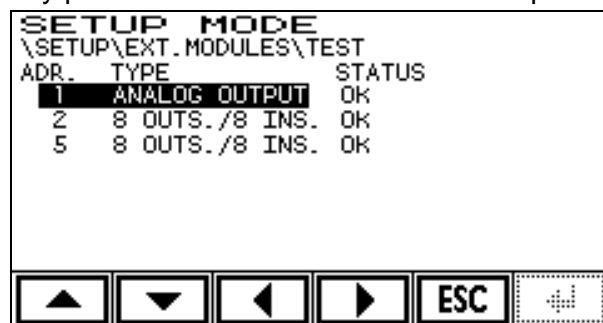 SETUP MODE
\SETUP\EXT.MODULES\TEST
ADR. TYPE STATUS
1 ANALOG OUTPUT OK
2 8 OUTS./8 INS. OK
5 8 OUTS./8 INS. OK
ESC